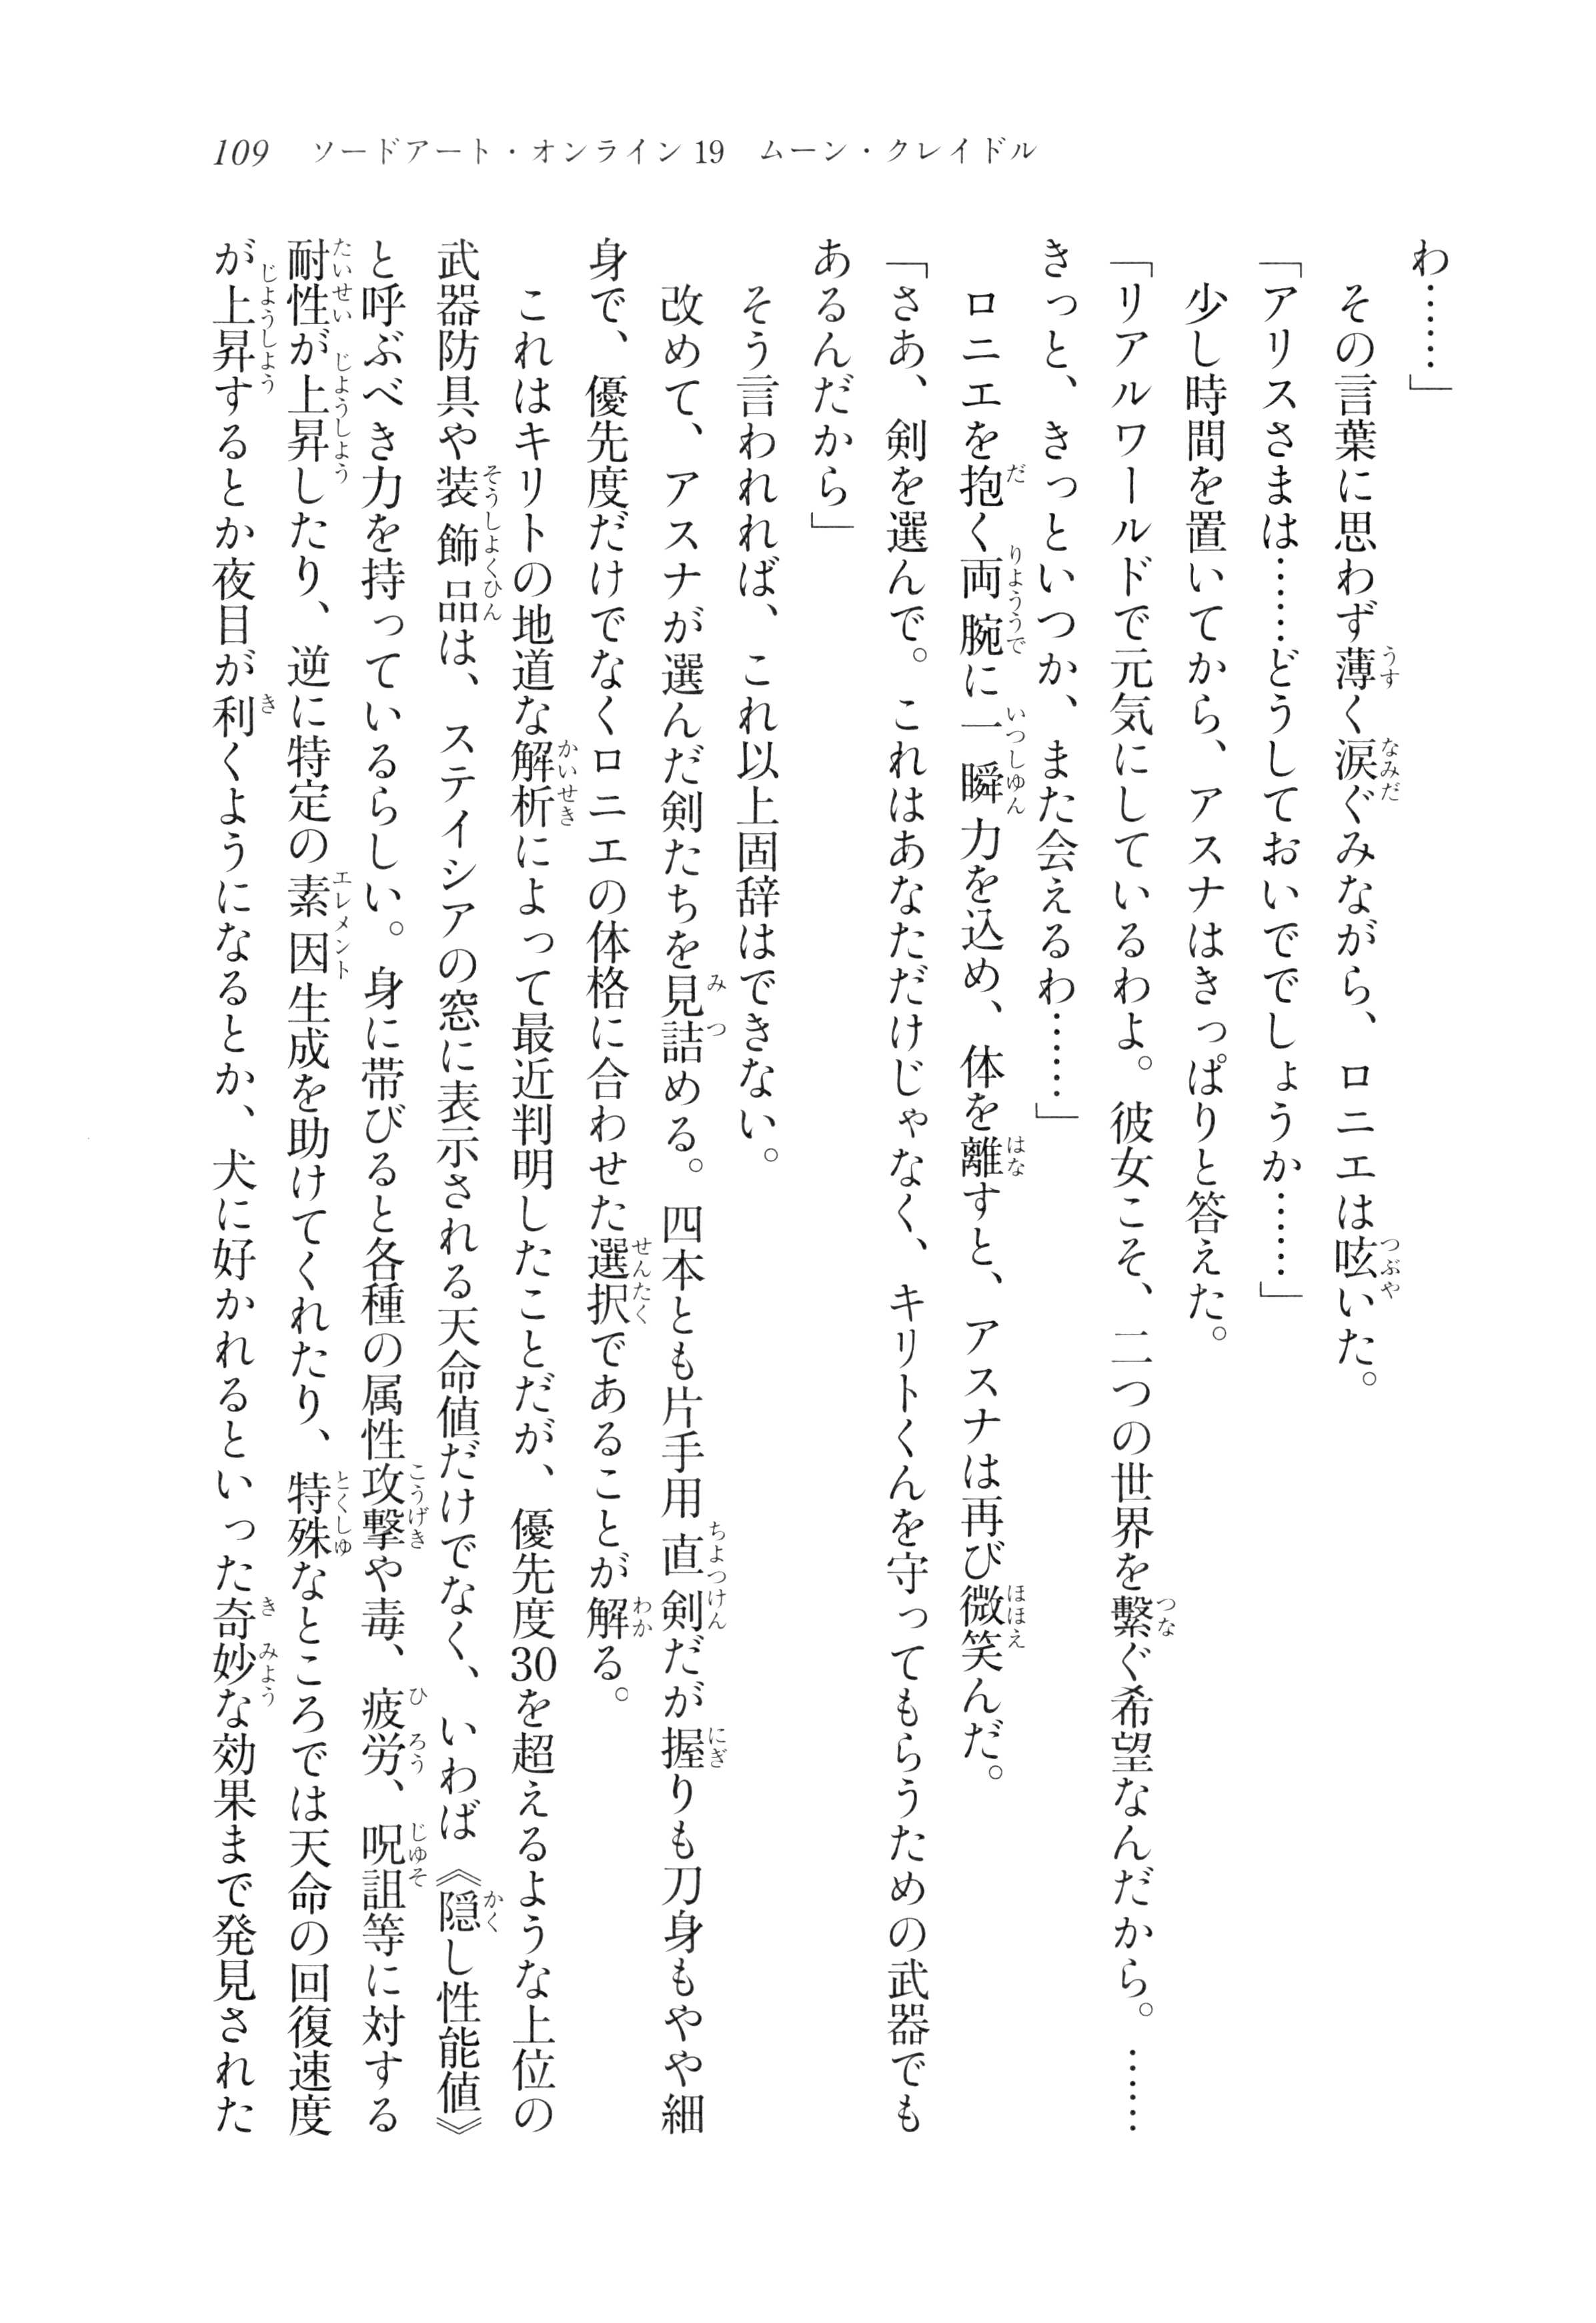 109　ソードアート・オンライン19　ムーン・クレイドル
わ……」
　その言葉に思わず薄く涙ぐみながら、ロニエは呟いた。
「アリスさまは……どうしておいででしょうか……」
　少し時間を置いてから、アスナはきっぱりと答えた。
「リアルワールドで元気にしているわよ。彼女こそ、二つの世界を繋ぐ希望なんだから。……
きっと、きっといつか、また会えるわ……」
　ロニエを抱く両腕に一瞬力を込め、体を離すと、アスナは再び微笑んだ。
「さあ、剣を選んで。これはあなただけじゃなく、キリトくんを守ってもらうための武器でも
あるんだから」
　そう言われれば、これ以上固辞はできない。
　改めて、アスナが選んだ剣たちを見詰める。四本とも片手用直剣だが握りも刀身もやや細
身で、優先度だけでなくロニエの体格に合わせた選択であることが解る。
　これはキリトの地道な解析によって最近判明したことだが、優先度30を超えるような上位の
武器防具や装飾品は、ステイシアの窓に表示される天命値だけでなく、いわば《隠し性能値》
と呼ぶべき力を持っているらしい。身に帯びると各種の属性攻撃や毒、疲労、呪詛等に対する
耐性が上昇したり、逆に特定の素因生成を助けてくれたり、特殊なところでは天命の回復速度
が上昇するとか夜目が利くようになるとか、犬に好かれるといった奇妙な効果まで発見された